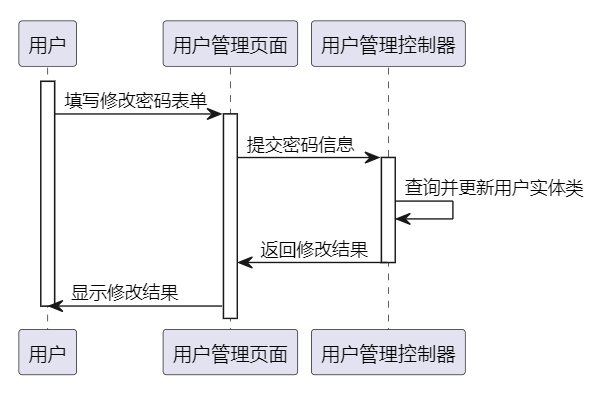 用户
用户管理页面
用户管理控制器
填写修改密码表单
提交密码信息
查询并更新用户实体类
返回修改结果
显示修改结果
用户
用户管理页面
用户管理控制器